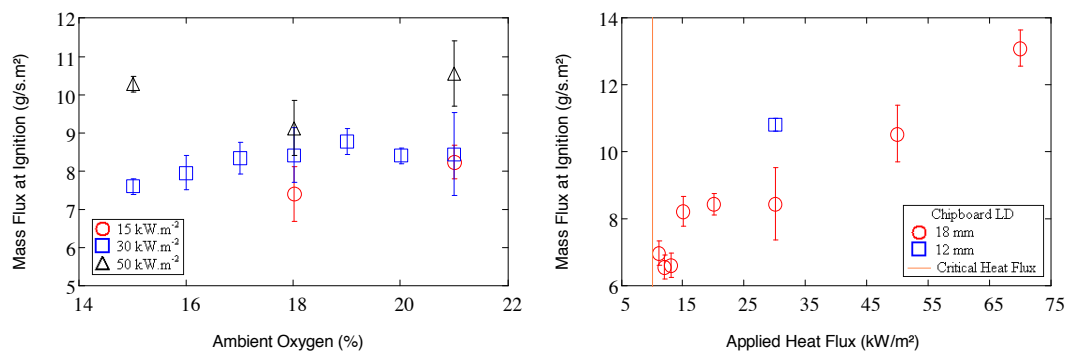 12
11
10
9
8
7
6
5
14
16
18
20
22
Mass Flux at Ignition (g/s.m²)
Ambient Oxygen (%)
15 kW.m⁻²
30 kW.m⁻²
50 kW.m⁻²
14
12
10
8
6
5
15
25
35
45
55
65
75
Mass Flux at Ignition (g/s.m²)
Applied Heat Flux (kW/m²)
Chipboard LD
18 mm
12 mm
Critical Heat Flux